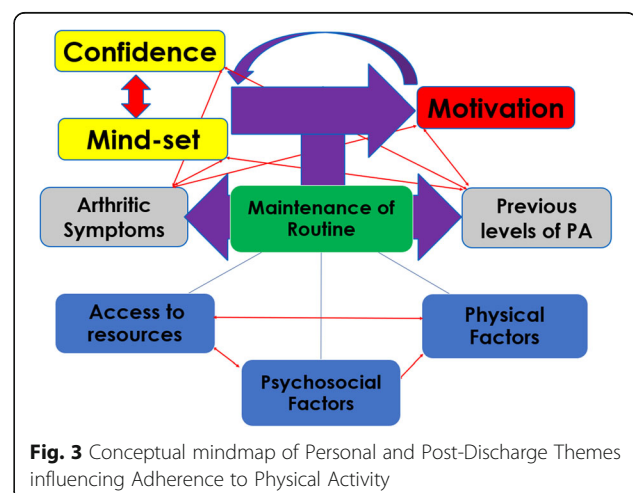 Confidence
Mind-set
Motivation
Arthritic
Symptoms
Maintenance of
Routine
Previous
levels of PA
Access to
resources
Physical
Factors
Psychosocial
Factors
Fig. 3 Conceptual mindmap of Personal and Post-Discharge Themes
influencing Adherence to Physical Activity